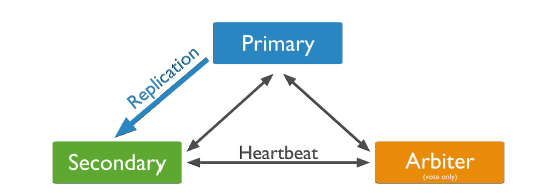 Primary
Replication
Heartbeat
Secondary
Arbiter
(vote only)